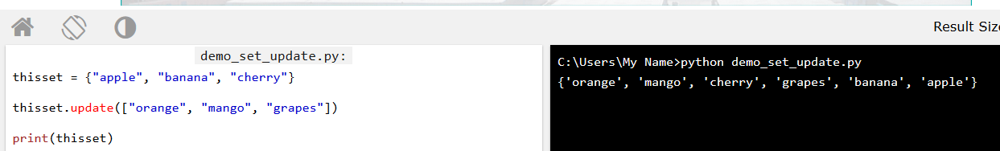 Result Siz
demo_set_update.py:
thisset = {"apple", "banana", "cherry"}
thisset.update(["orange", "mango", "grapes"])
print(thisset)
C:\Users\My Name>python demo_set_update.py
{'orange', 'mango', 'cherry', 'grapes', 'banana', 'apple'}